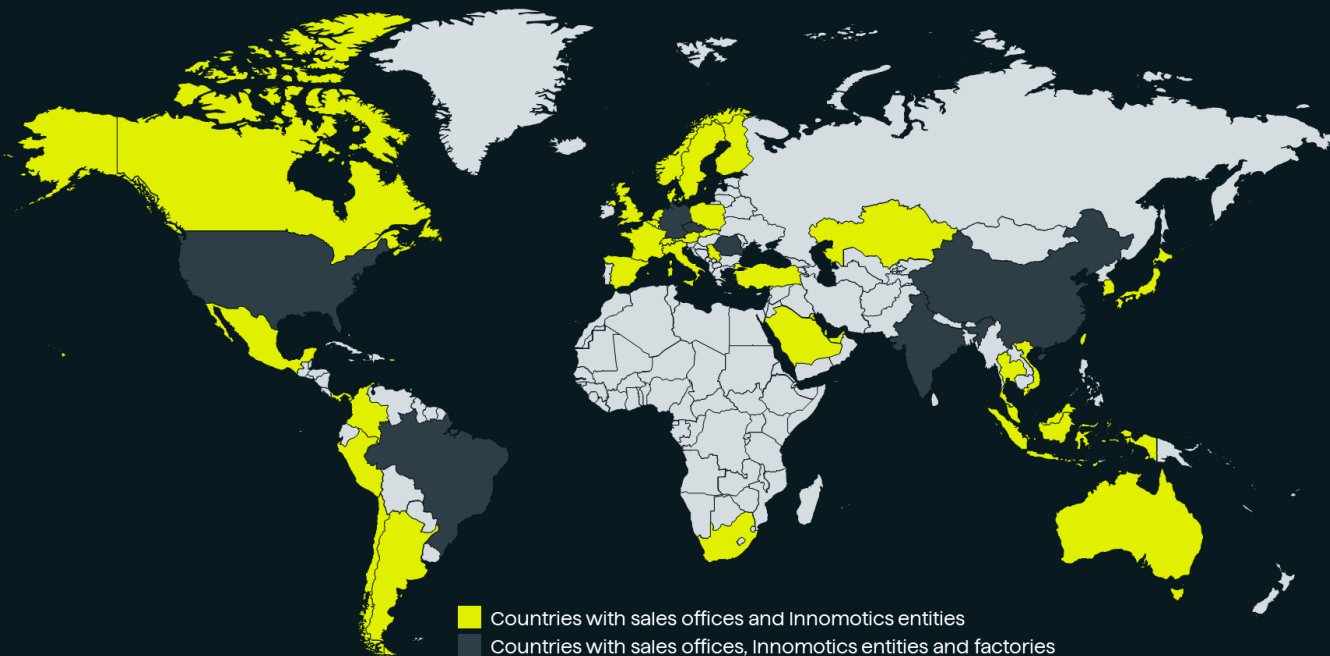 Countries with sales offices and Innomotics entities
Countries with sales offices, Innomotics entities and factories